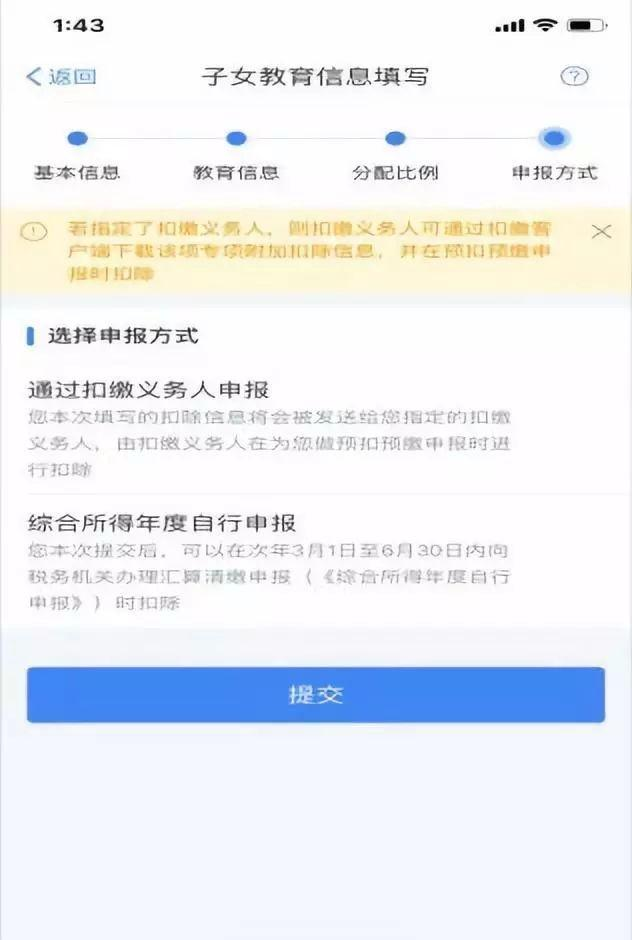 1:43
返回
子女教育信息填写
?
基本信息
教育信息
分配比例
申报方式
若指定了扣缴义务人，则扣缴义务人可通过扣缴客
户端下载该项专项附加扣除信息，并在预扣预缴申
报时扣除
选择申报方式
通过扣缴义务人申报
您本次填写的扣除信息将会被发送给您指定的扣缴
义务人，由扣缴义务人在为您做预扣预缴申报时进
行扣除
综合所得年度自行申报
您本次提交后，可以在次年3月1日至6月30日内向
税务机关办理汇算清缴申报（《综合所得年度自行
申报》）时扣除
提交